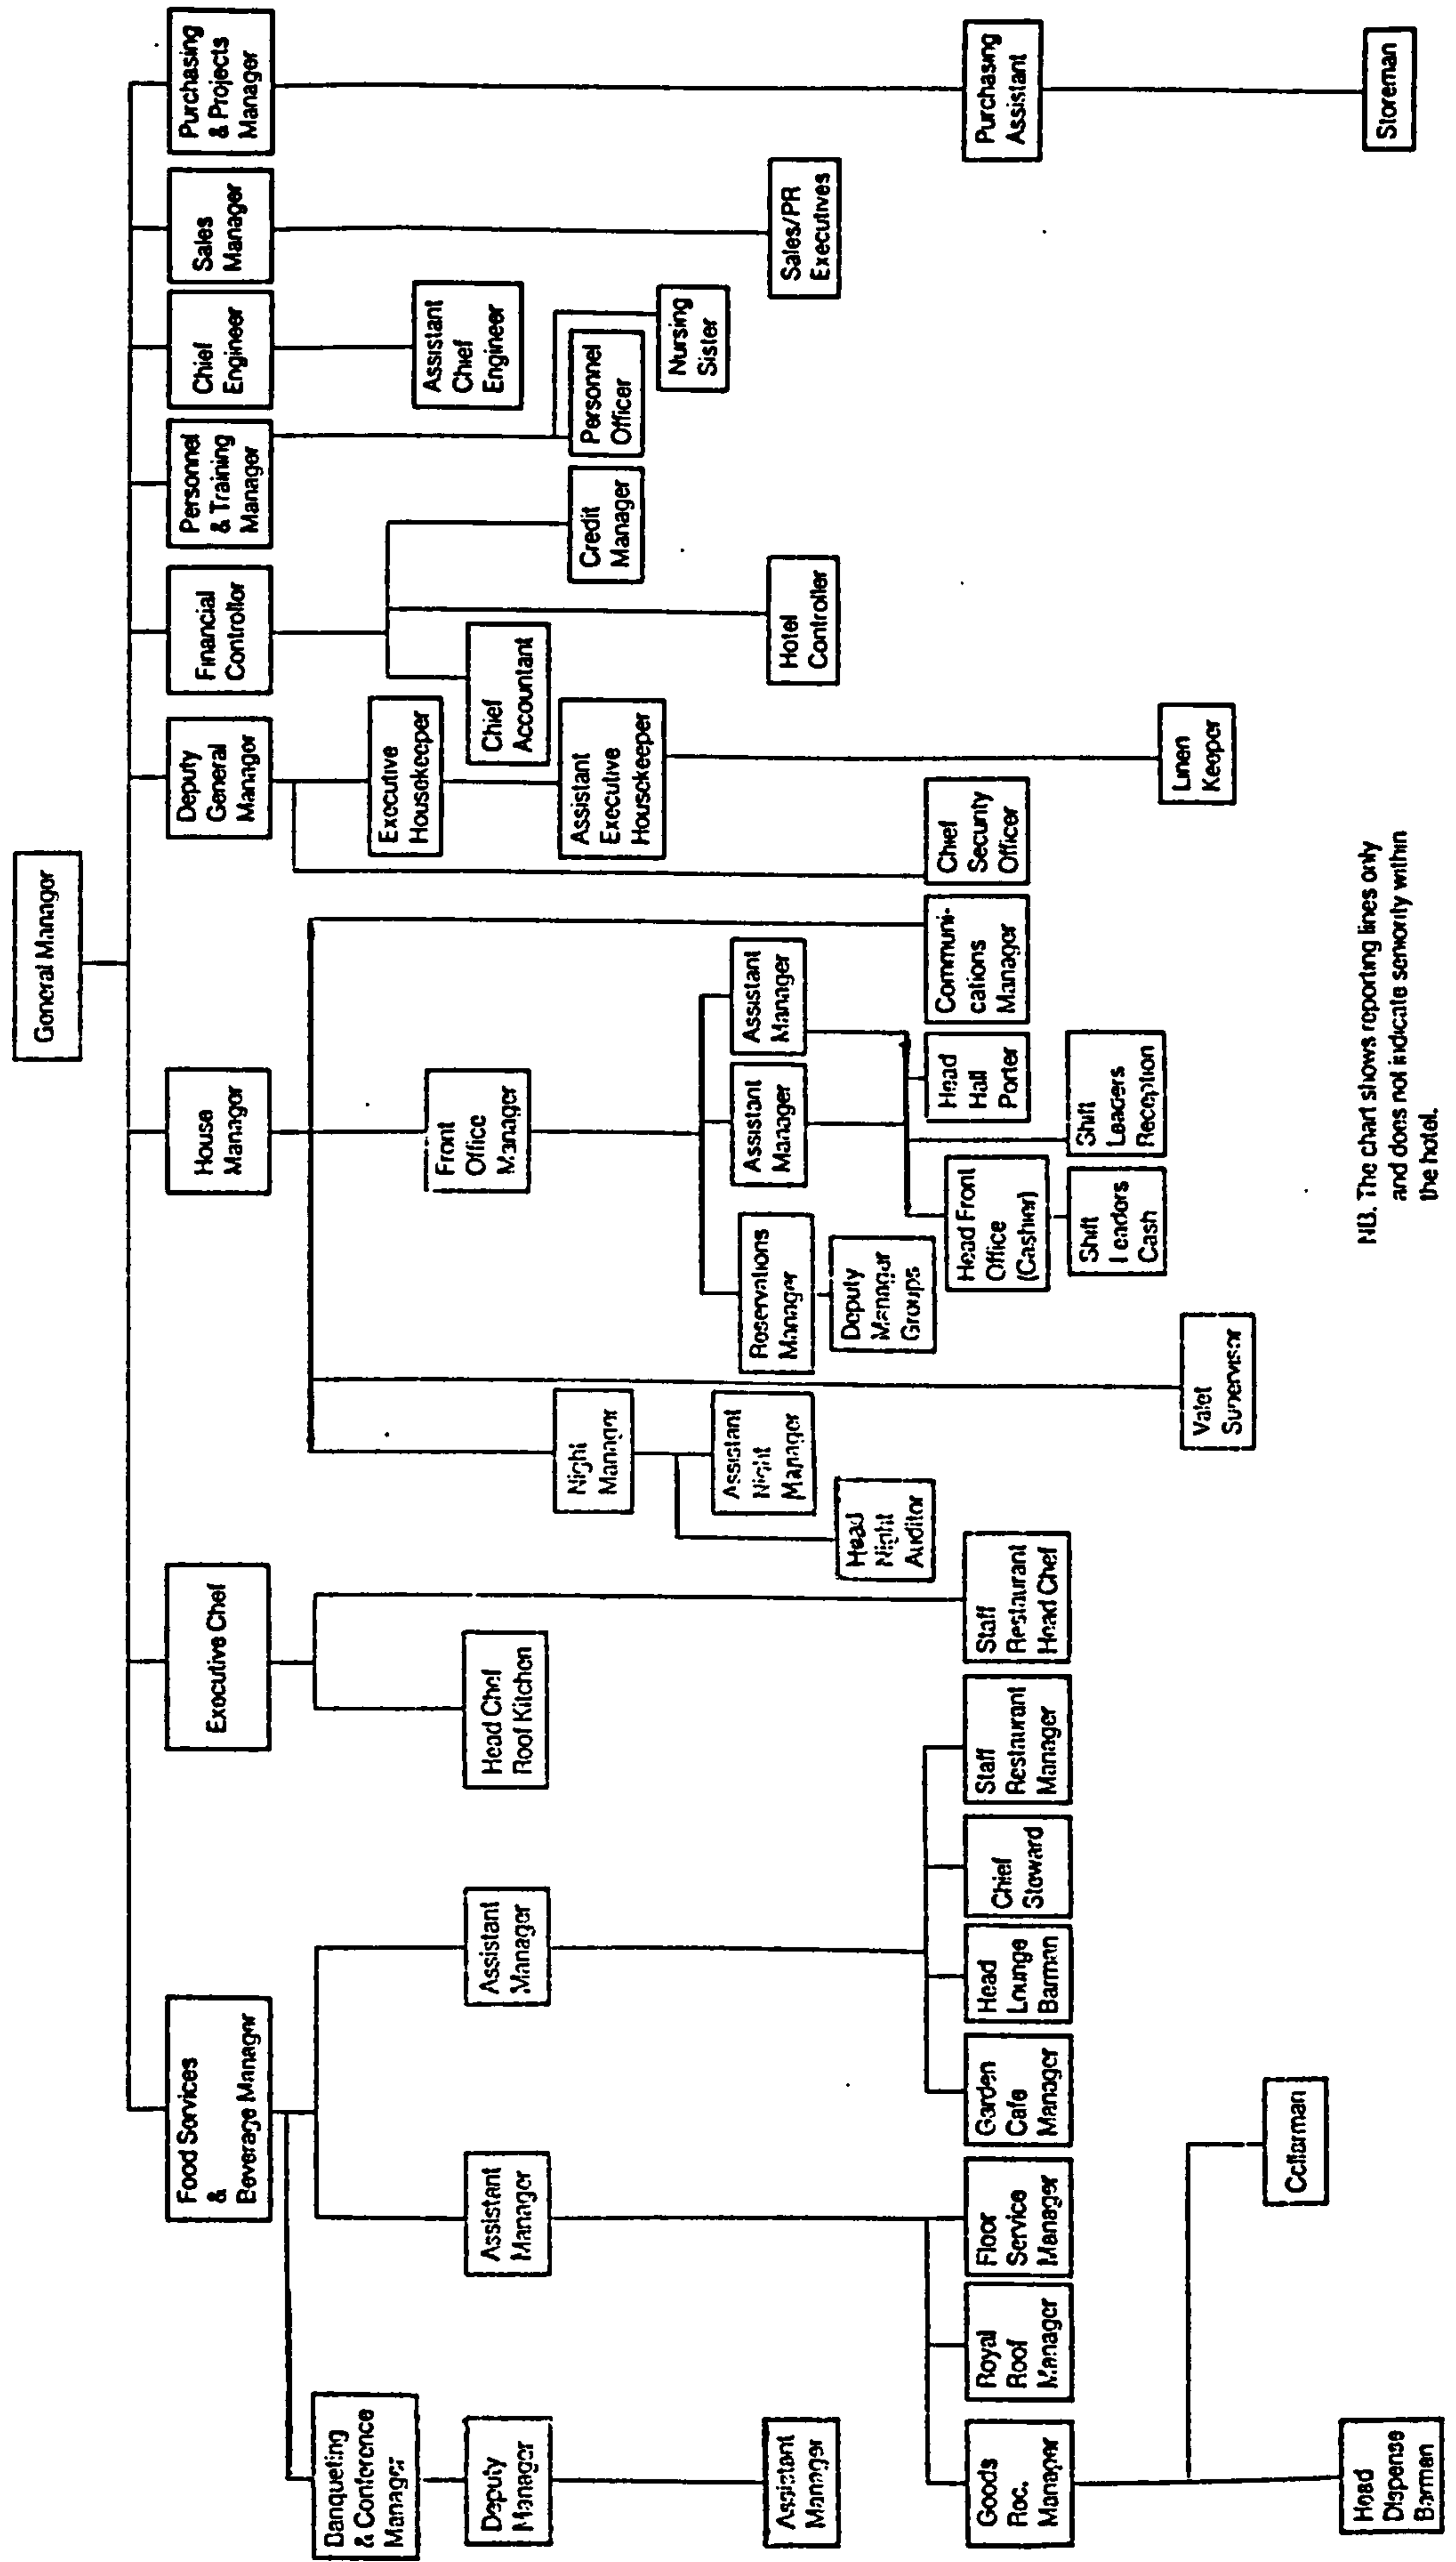 General Manager
Food Services
&
Beverage Manager
Executive Chef
House
Manager
Deputy
General
Manager
Financial
Controller
Personnel
& Training
Manager
Chief
Engineer
Sales
Manager
Purchasing
& Projects
Manager
Banqueting
& Conference
Manager
Deputy
Manager
Assistant
Manager
Assistant
Manager
Assistant
Manager
Goods
Rec.
Manager
Royal
Roof
Manager
Floor
Service
Manager
Garden
Cafe
Manager
Head
Lounge
Barman
Chief
Steward
Staff
Restaurant
Manager
Head
Dispense
Barman
Cellarman
Head Chef
Roof Kitchen
Staff
Restaurant
Head Chef
Night
Manager
Assistant
Night
Manager
Head
Night
Auditor
Valet
Supervisor
Front
Office
Manager
Reservations
Manager
Deputy
Manager
Groups
Assistant
Manager
Assistant
Manager
Head Front
Office
(Cashier)
Shift
Leaders
Cash
Head
Hall
Porter
Shift
Leaders
Reception
Communi-
cations
Manager
Executive
Housekeeper
Assistant
Executive
Housekeeper
Chief
Security
Officer
Linen
Keeper
Chief
Accountant
Hotel
Controller
Credit
Manager
Personnel
Officer
Nursing
Sister
Assistant
Chief
Engineer
Sales/PR
Executives
Purchasing
Assistant
Storeman
NB. The chart shows reporting lines only
and does not indicate seniority within
the hotel.